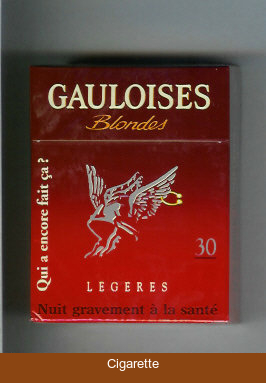 GAULOISES
Blondes
Qui a encore fait ça ?
30
LEGERES
Nuit gravement à la santé
Cigarette